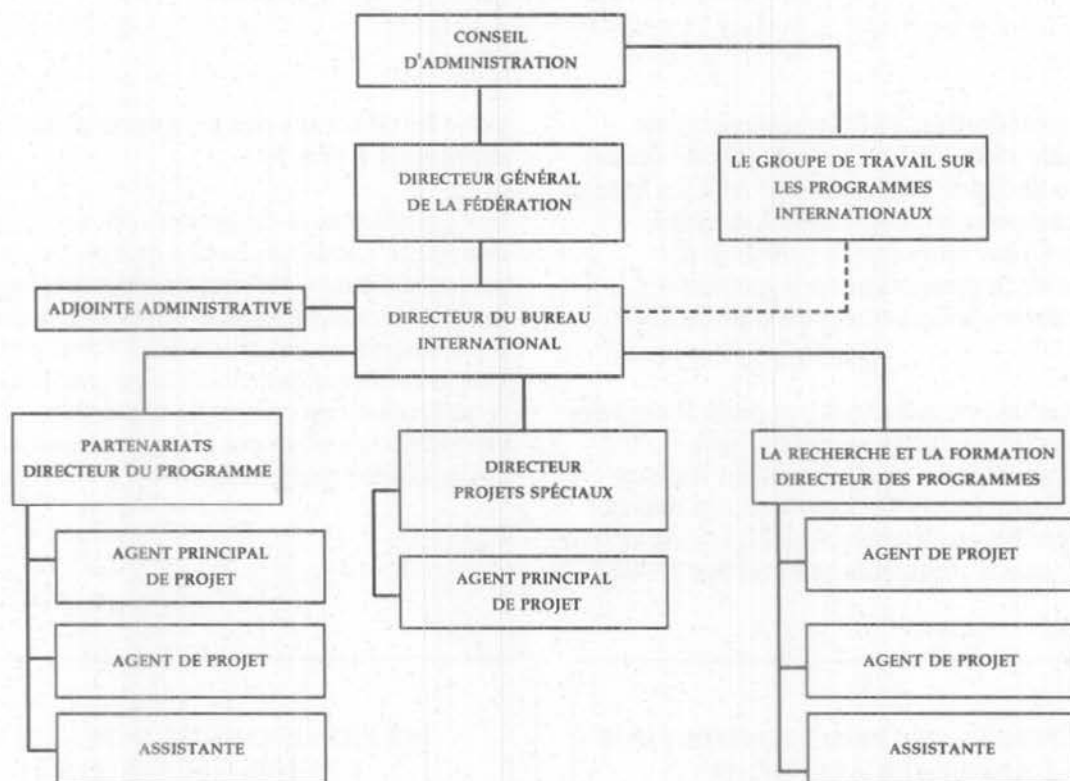 CONSEIL
D'ADMINISTRATION
DIRECTEUR GÉNÉRAL
DE LA FÉDÉRATION
LE GROUPE DE TRAVAIL SUR
LES PROGRAMMES
INTERNATIONAUX
ADJOINTE ADMINISTRATIVE
DIRECTEUR DU BUREAU
INTERNATIONAL
PARTENARIATS
DIRECTEUR DU PROGRAMME
AGENT PRINCIPAL
DE PROJET
AGENT DE PROJET
ASSISTANTE
DIRECTEUR
PROJETS SPÉCIAUX
AGENT PRINCIPAL
DE PROJET
LA RECHERCHE ET LA FORMATION
DIRECTEUR DES PROGRAMMES
AGENT DE PROJET
AGENT DE PROJET
ASSISTANTE